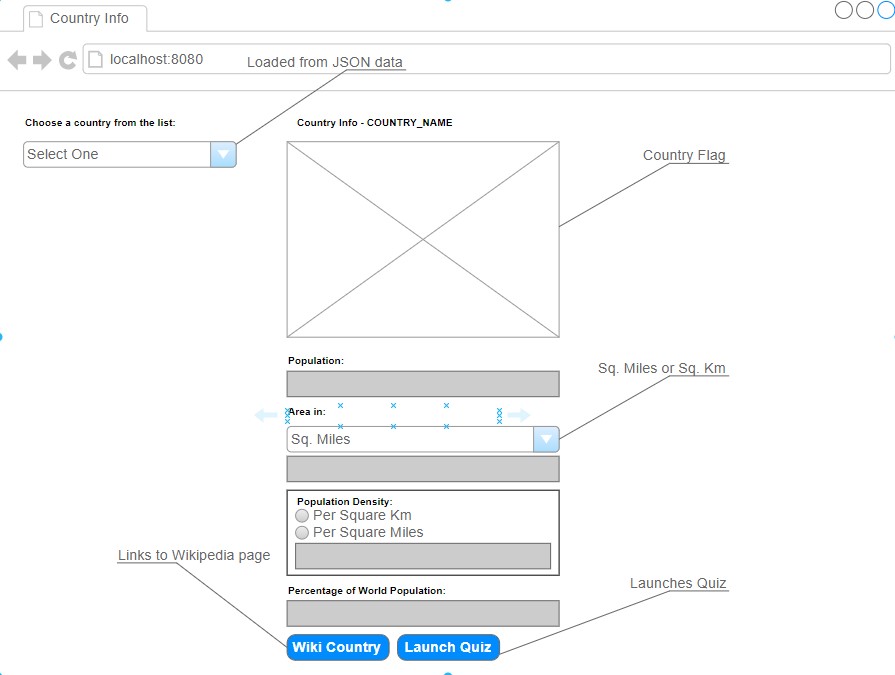 Country Info
localhost:8080
Loaded from JSON data
Choose a country from the list:
Select One
Country Info - COUNTRY_NAME
Country Flag
Population:
Sq. Miles or Sq. Km
Area in:
Sq. Miles
Population Density:
Per Square Km
Per Square Miles
Links to Wikipedia page
Launches Quiz
Percentage of World Population:
Wiki Country
Launch Quiz